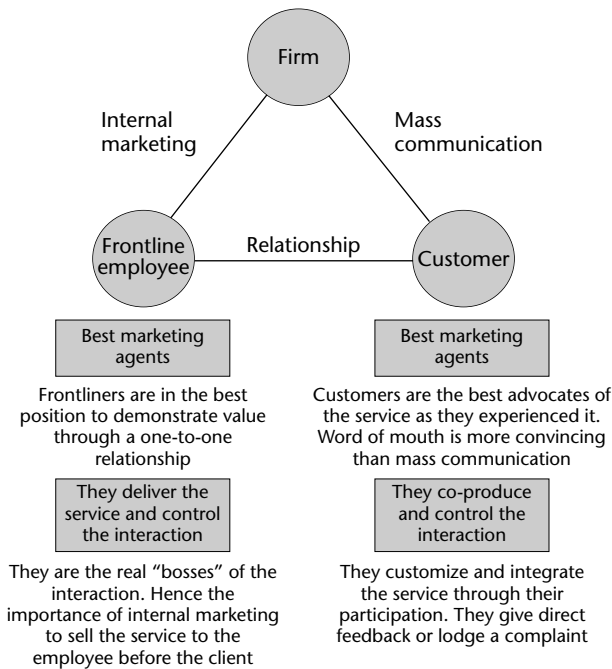 Firm
Internal
marketing
Mass
communication
Frontline
employee
Relationship
Customer
Best marketing
agents
Frontliners are in the best
position to demonstrate value
through a one-to-one
relationship
They deliver the
service and control
the interaction
They are the real “bosses” of the
interaction. Hence the
importance of internal marketing
to sell the service to the
employee before the client
Best marketing
agents
Customers are the best advocates of
the service as they experienced it.
Word of mouth is more convincing
than mass communication
They co-produce
and control the
interaction
They customize and integrate
the service through their
participation. They give direct
feedback or lodge a complaint